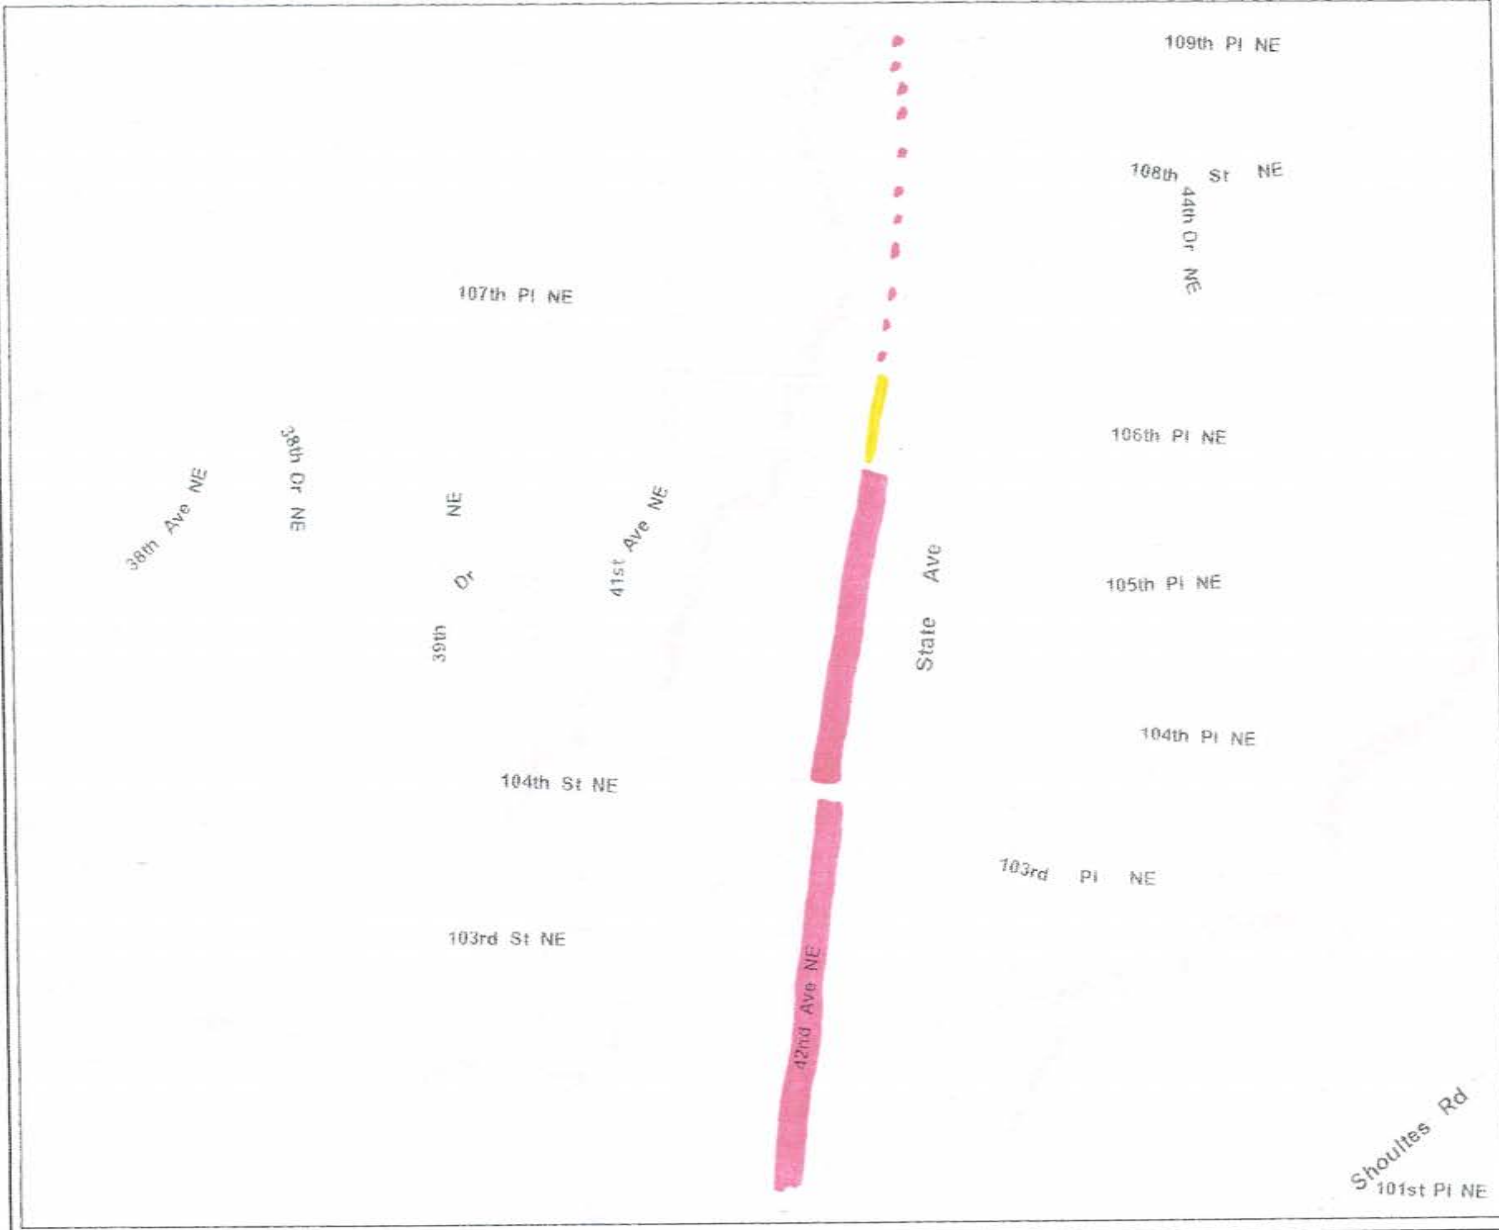 109th Pl NE
108th St NE
44th Dr NE
107th Pl NE
106th Pl NE
38th Ave NE
38th Dr NE
39th Dr NE
41st Ave NE
State Ave
105th Pl NE
104th Pl NE
104th St NE
103rd Pl NE
103rd St NE
42nd Ave NE
Shoultes Rd
101st Pl NE